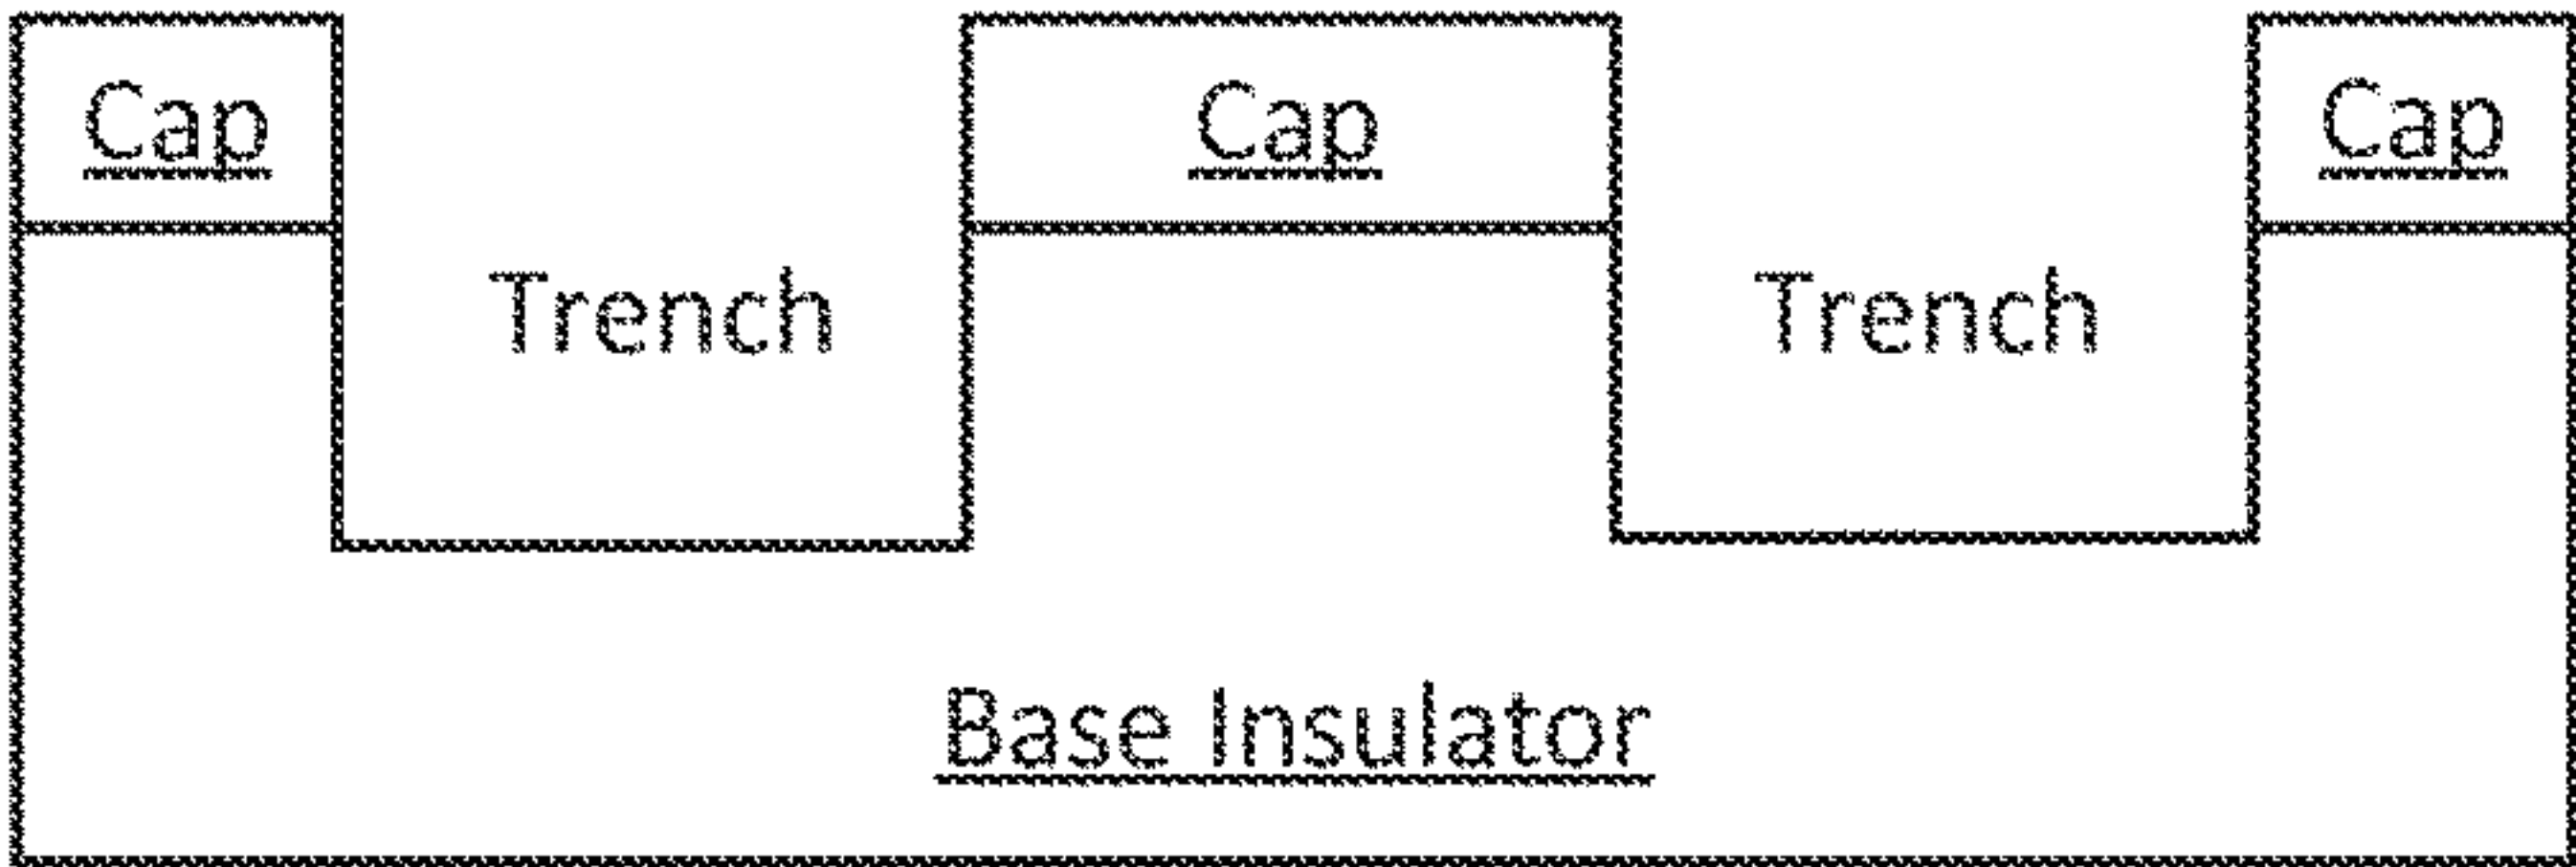 Cap
Cap
Cap
Trench
Trench
Base Insulator